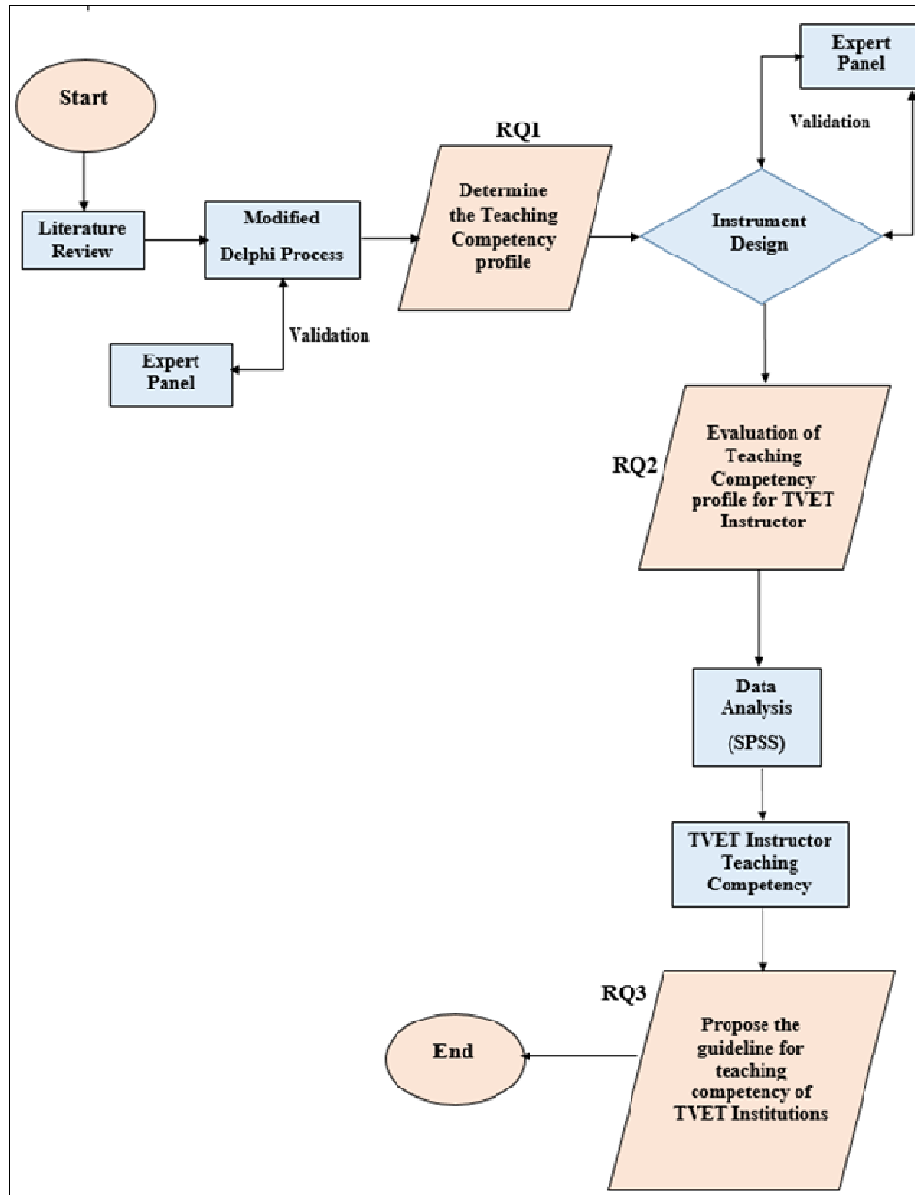 Start
Literature
Review
Modified
Delphi Process
Validation
Expert
Panel
RQ1
Determine
the Teaching
Competency
profile
Expert
Panel
Validation
Instrument
Design
RQ2
Evaluation of
Teaching
Competency
profile for TVET
Instructor
Data
Analysis
(SPSS)
TVET Instructor
Teaching
Competency
RQ3
Propose the
guideline for
teaching
competency of
TVET Institutions
End